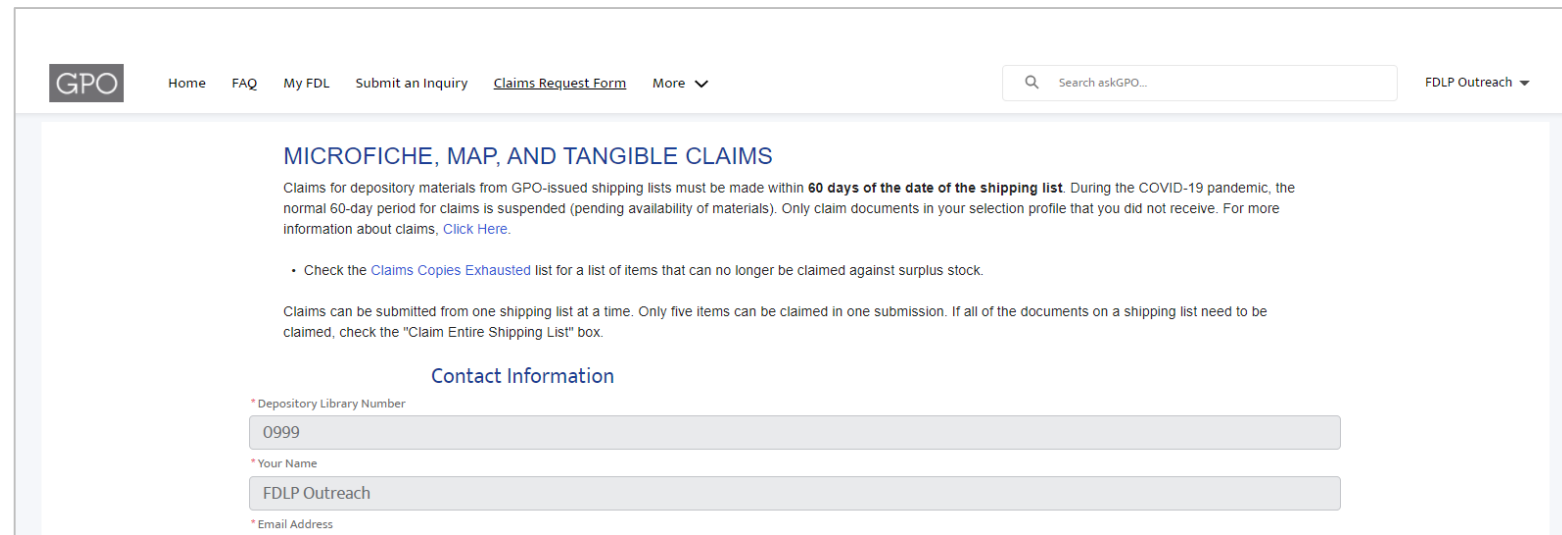 GPO Home FAQ My FDL Submit an Inquiry Claims Request Form More Search askGPO... FDLP Outreach
MICROFICHE, MAP, AND TANGIBLE CLAIMS
Claims for depository materials from GPO-issued shipping lists must be made within 60 days of the date of the shipping list. During the COVID-19 pandemic, the
normal 60-day period for claims is suspended (pending availability of materials). Only claim documents in your selection profile that you did not receive. For more
information about claims, Click Here.
• Check the Claims Copies Exhausted list for a list of items that can no longer be claimed against surplus stock.
Claims can be submitted from one shipping list at a time. Only five items can be claimed in one submission. If all of the documents on a shipping list need to be
claimed, check the "Claim Entire Shipping List" box.
Contact Information
*Depository Library Number
0999
*Your Name
FDLP Outreach
*Email Address